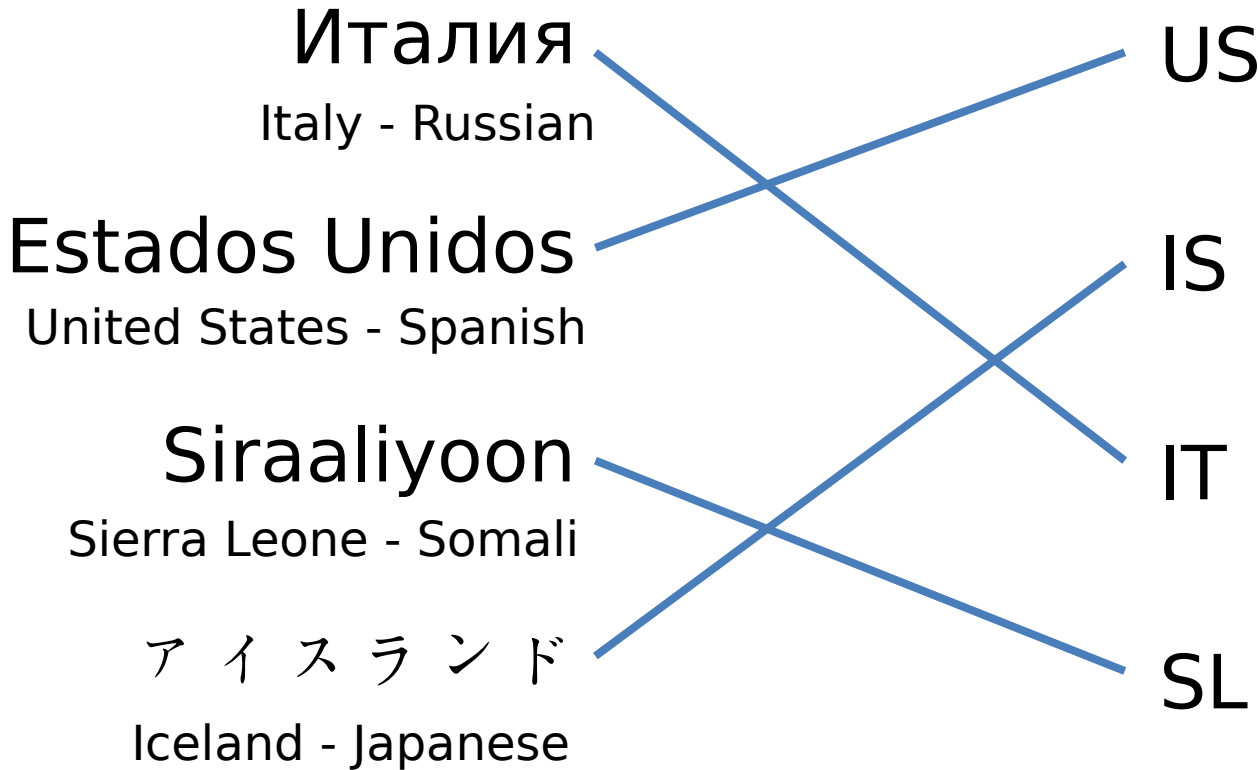 Италия
Italy - Russian
Estados Unidos
United States - Spanish
Siraaliyoon
Sierra Leone - Somali
アイスランド
Iceland - Japanese
US
IS
IT
SL